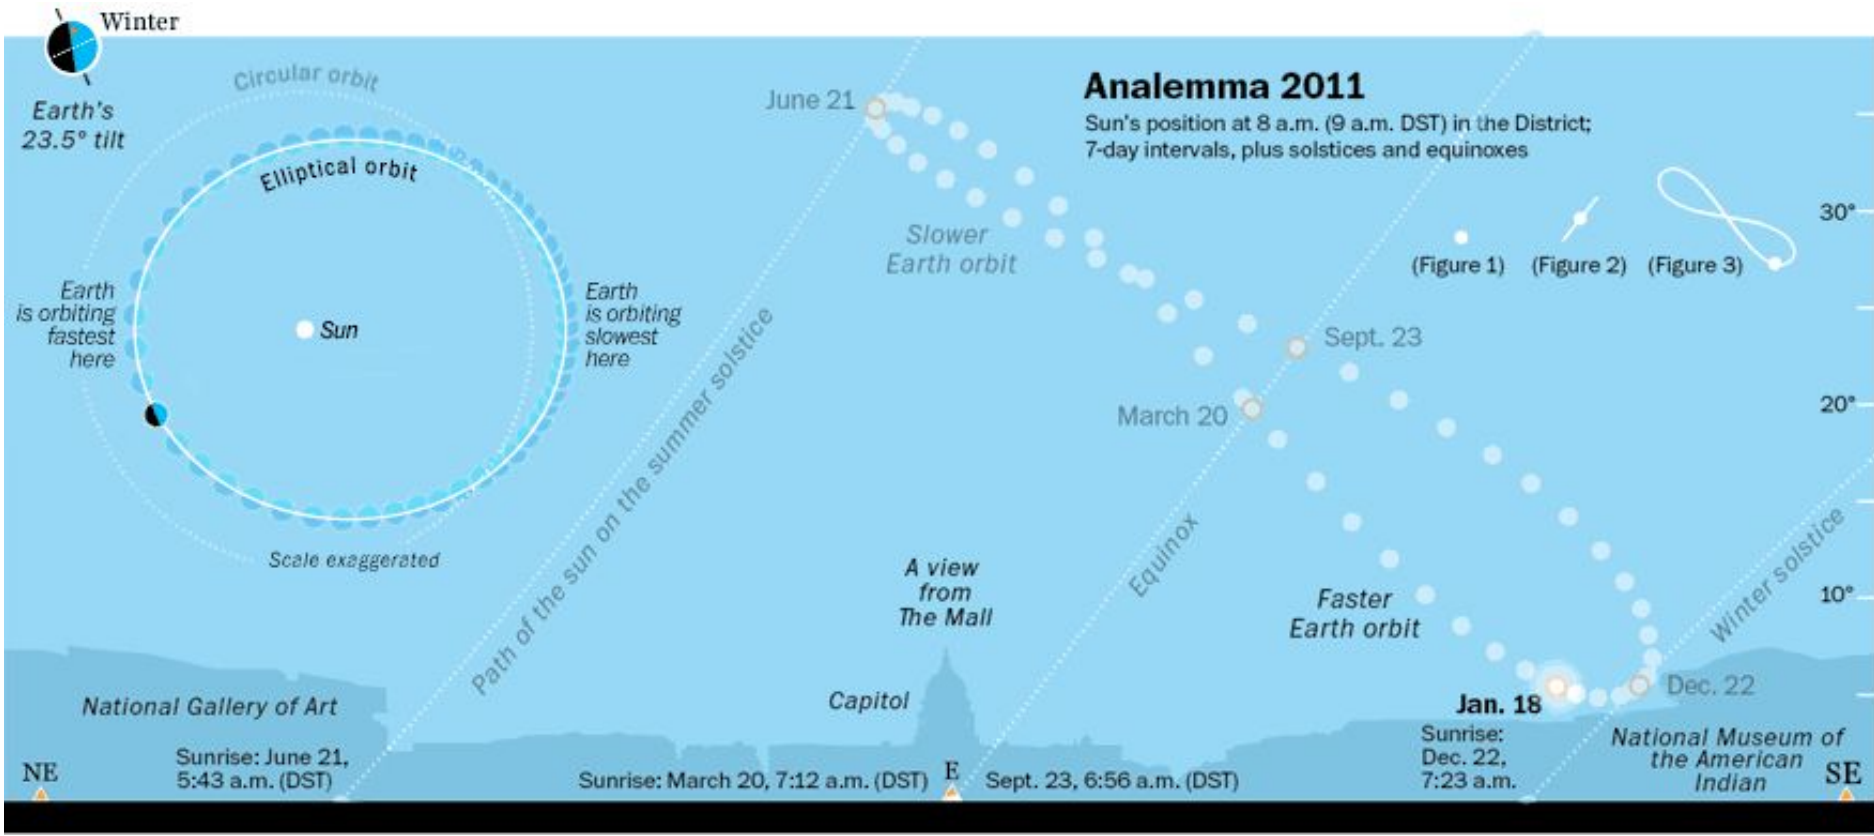 Winter
Earth's
23.5° tilt
Circular orbit
Elliptical orbit
Earth
is orbiting
fastest
here
Sun
Earth
is orbiting
slowest
here
Scale exaggerated
June 21
Analemma 2011
Sun's position at 8 a.m. (9 a.m. DST) in the District;
7-day intervals, plus solstices and equinoxes
(Figure 1)
(Figure 2)
(Figure 3)
30°
20°
10°
Slower
Earth orbit
Sept. 23
March 20
Path of the sun on the summer solstice
Equinox
Winter solstice
A view
from
The Mall
Faster
Earth orbit
National Gallery of Art
Capitol
Jan. 18
Dec. 22
Sunrise:
Dec. 22,
7:23 a.m.
National Museum of
the American
Indian
NE
Sunrise: June 21,
5:43 a.m. (DST)
Sunrise: March 20, 7:12 a.m. (DST)
E
Sept. 23, 6:56 a.m. (DST)
SE